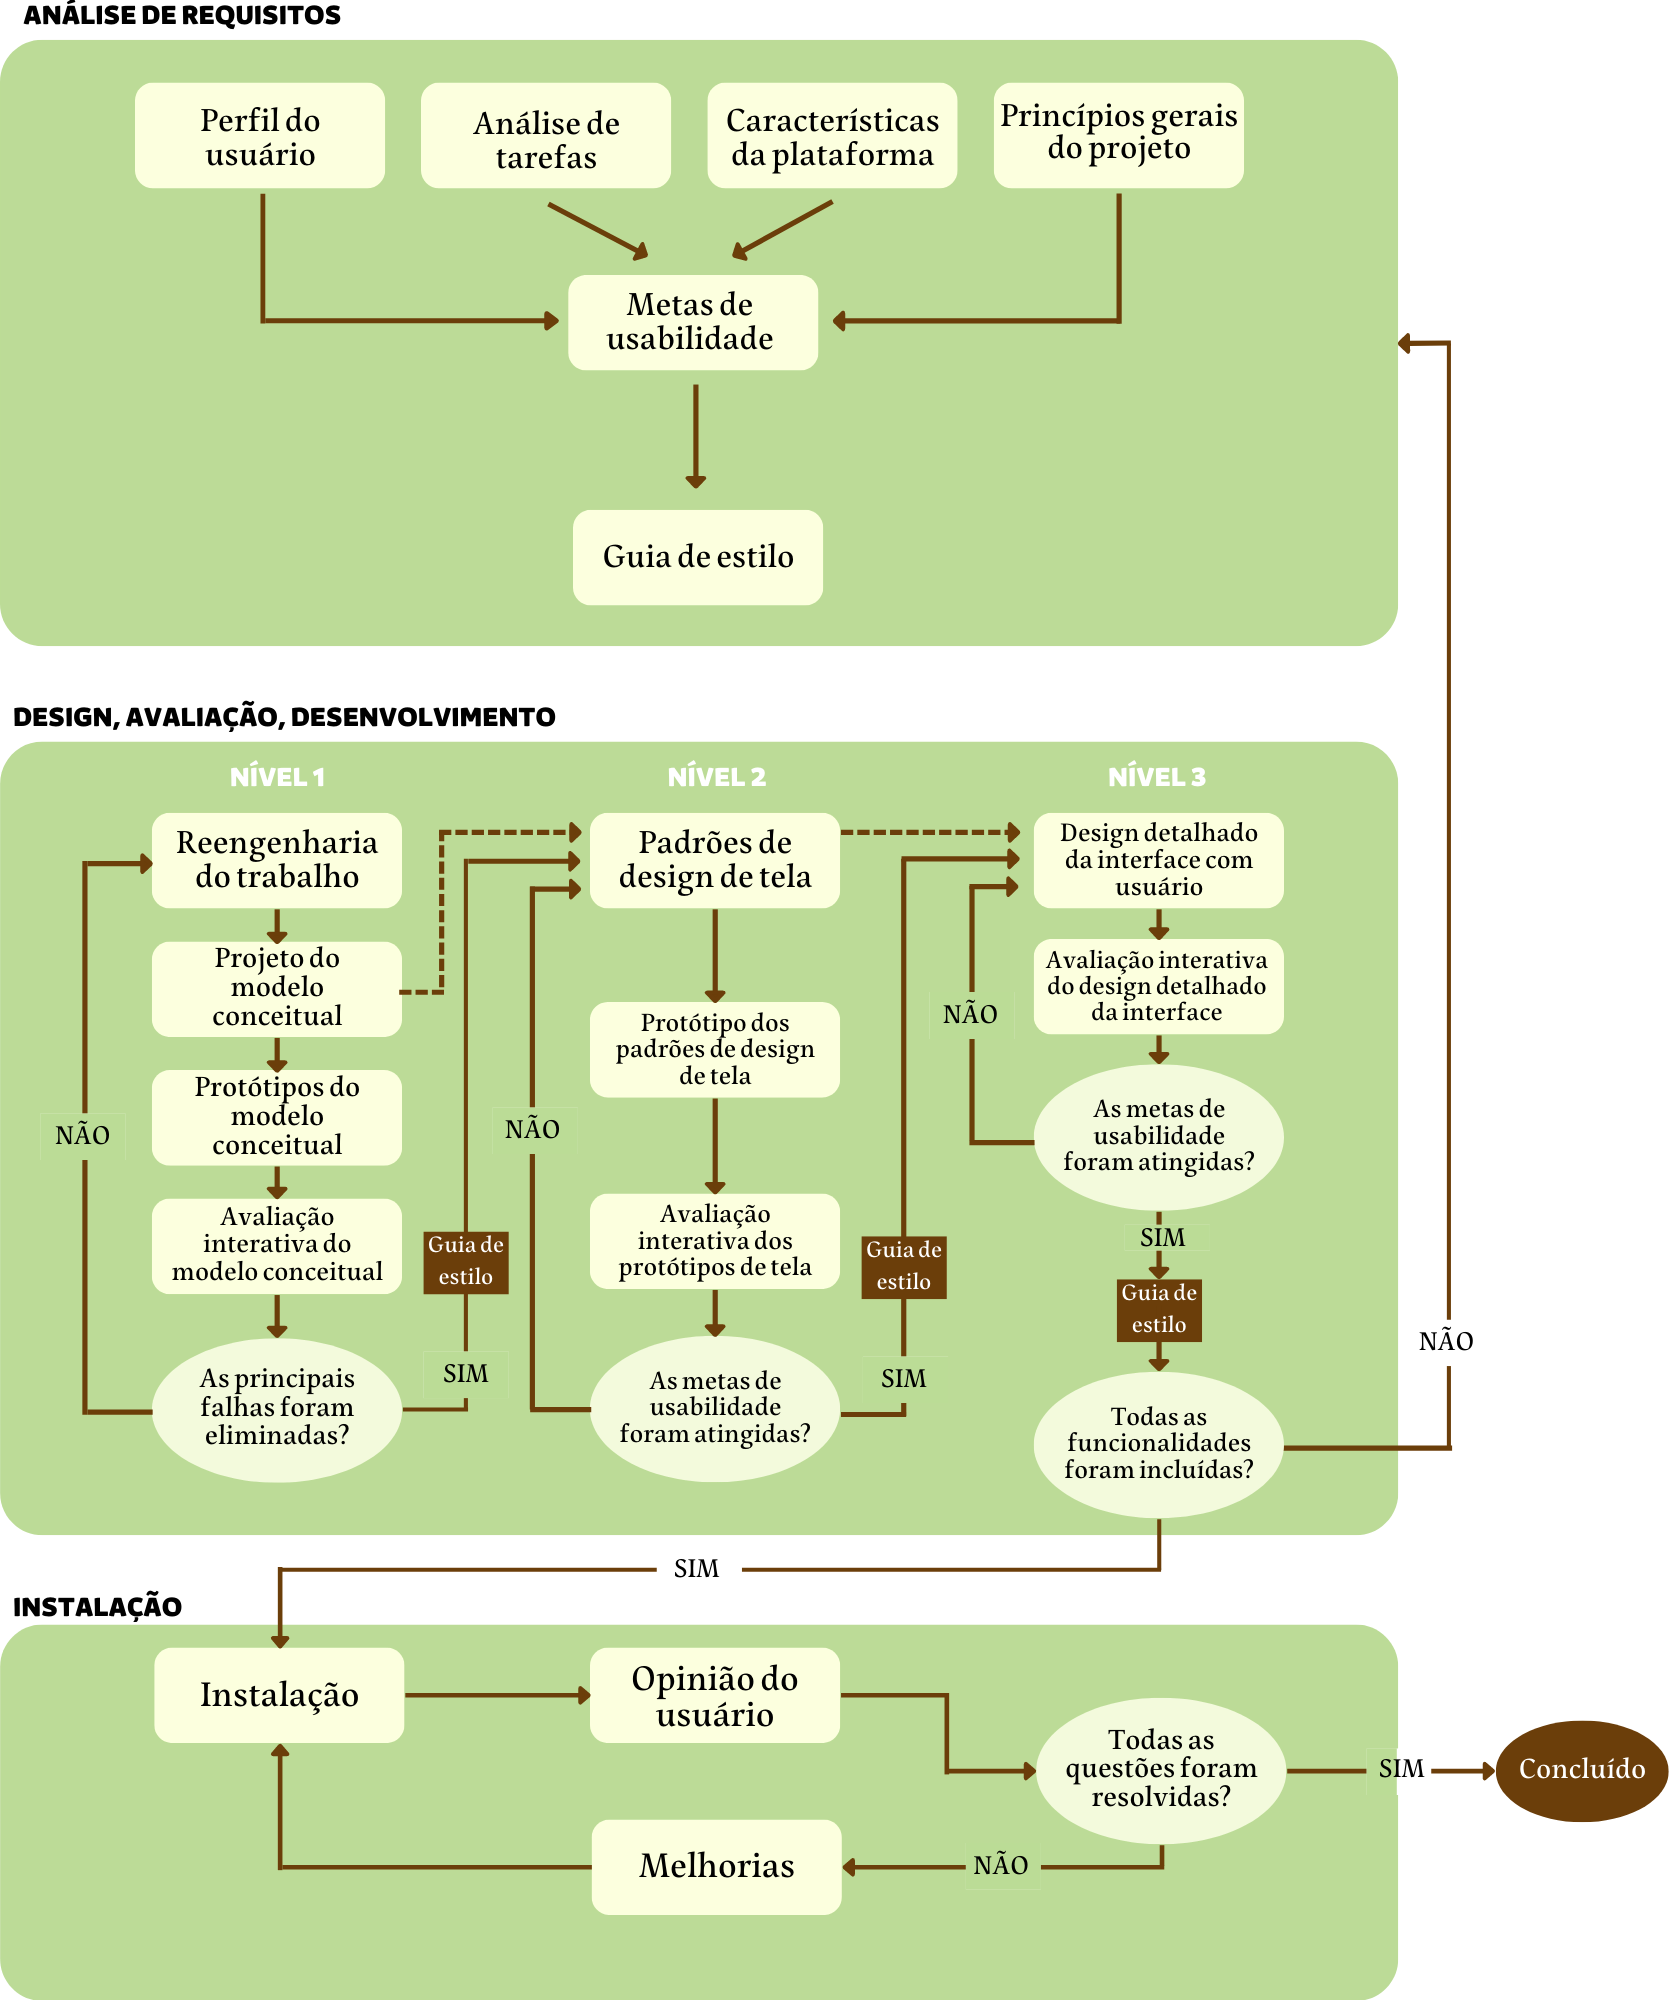 ANÁLISE DE REQUISITOS
Perfil do
usuário
Análise de
tarefas
Características
da plataforma
Princípios gerais
do projeto
Metas de
usabilidade
Guia de estilo
DESIGN, AVALIAÇÃO, DESENVOLVIMENTO
NÍVEL 1
Reengenharia
do trabalho
Projeto do
modelo
conceitual
Protótipos do
modelo
conceitual
NÃO
Avaliação
interativa do
modelo conceitual
As principais
falhas foram
eliminadas?
Guia de
estilo
SIM
NÍVEL 2
Padrões de
design de tela
Protótipo dos
padrões de design
de tela
NÃO
Avaliação
interativa dos
protótipos de tela
As metas de
usabilidade
foram atingidas?
Guia de
estilo
SIM
NÍVEL 3
Design detalhado
da interface com
usuário
Avaliação interativa
do design detalhado
da interface
NÃO
As metas de
usabilidade
foram atingidas?
SIM
Guia de
estilo
Todas as
funcionalidades
foram incluídas?
NÃO
SIM
INSTALAÇÃO
Instalação
Opinião do
usuário
Todas as
questões foram
resolvidas?
SIM
Concluído
NÃO
Melhorias